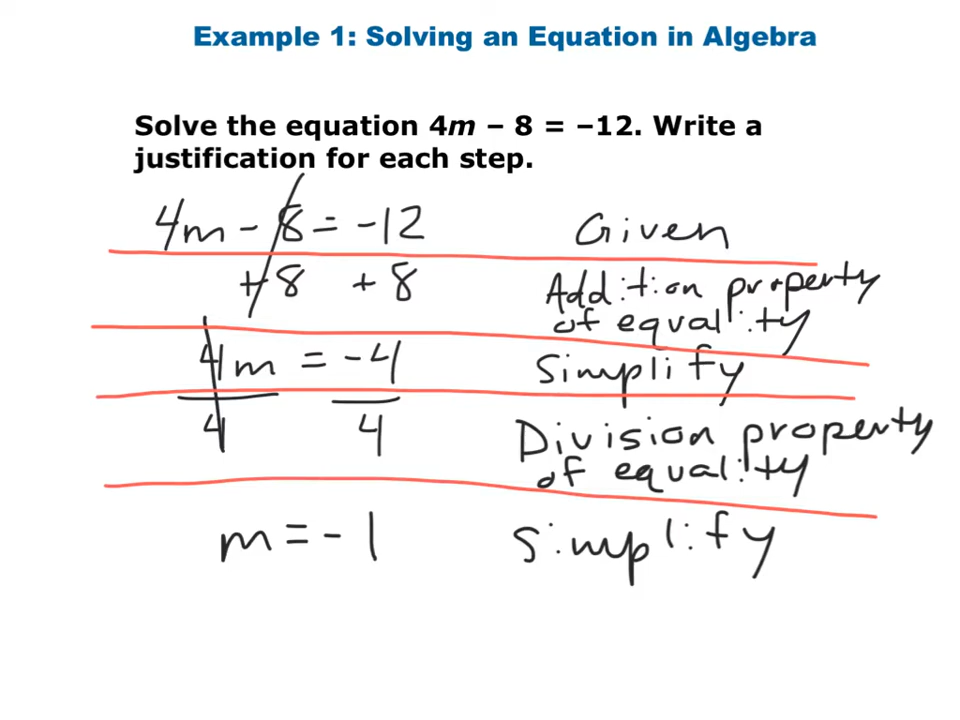 Example 1: Solving an Equation in Algebra
Solve the equation 4m – 8 = –12. Write a
justification for each step.
4m - 8 = -12 Given
+8 +8 Addition property
of equality
4m = -4 Simplify
4 4 Division property
of equality
m = -1 Simplify